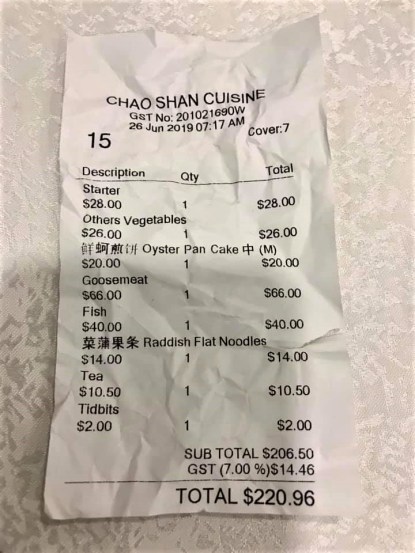 CHAO SHAN CUISINE
GST No: 201021690W
26 Jun 2019 07:17 AM
15 Cover:7
Description Qty Total
Starter
$28.00 1 $28.00
Others Vegetables
$26.00 1 $26.00
鲜蚵煎饼 Oyster Pan Cake 中 (M)
$20.00 1 $20.00
Goosemeat
$66.00 1 $66.00
Fish
$40.00 1 $40.00
菜蒲果条 Raddish Flat Noodles
$14.00 1 $14.00
Tea
$10.50 1 $10.50
Tidbits
$2.00 1 $2.00
SUB TOTAL $206.50
GST (7.00 %)$14.46
TOTAL $220.96